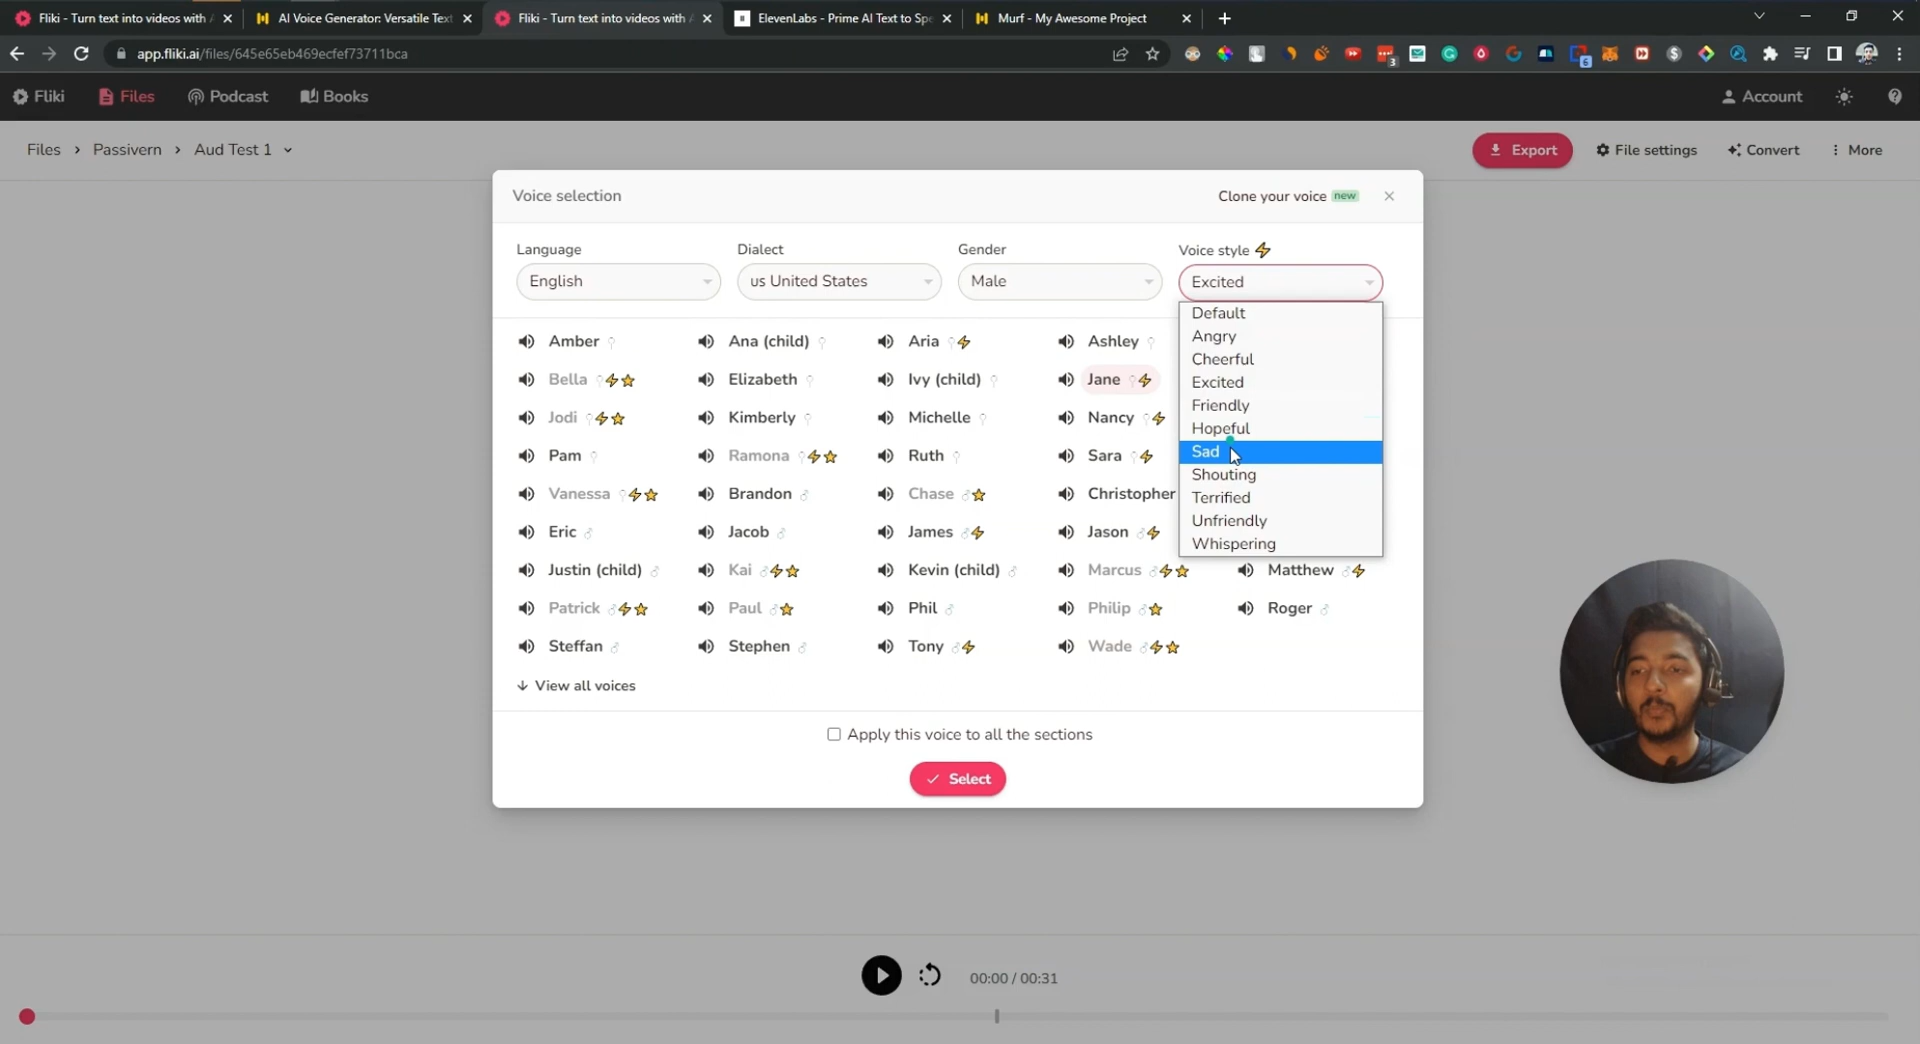 Fliki - Turn text into videos with A
AI Voice Generator: Versatile Text
Fliki - Turn text into videos with A
ElevenLabs - Prime AI Text to Spe
Murf - My Awesome Project
app.fliki.ai/files/645e65eb469ecfef73711bca
3
6
Fliki
Files
Podcast
Books
Account
Files > Passivern > Aud Test 1
Export
File settings
Convert
More
Voice selection
Clone your voice new
Language
Dialect
Gender
Voice style
English
us United States
Male
Excited
Default
Angry
Cheerful
Excited
Friendly
Hopeful
Sad
Shouting
Terrified
Unfriendly
Whispering
Amber
Ana (child)
Aria
Ashley
Bella
Elizabeth
Ivy (child)
Jane
Jodi
Kimberly
Michelle
Nancy
Pam
Ramona
Ruth
Sara
Vanessa
Brandon
Chase
Christopher
Eric
Jacob
James
Jason
Justin (child)
Kai
Kevin (child)
Marcus
Matthew
Patrick
Paul
Phil
Philip
Roger
Steffan
Stephen
Tony
Wade
View all voices
Apply this voice to all the sections
Select
00:00 / 00:31